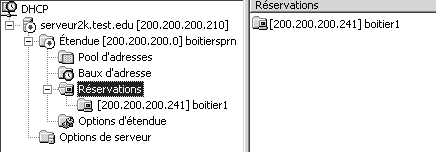 DHCP
serveur2k.test.edu [200.200.200.210]
Étendue [200.200.200.0] boitiersprn
Pool d'adresses
Baux d'adresse
Réservations
[200.200.200.241] boitier1
Options d'étendue
Options de serveur
Réservations
[200.200.200.241] boitier1